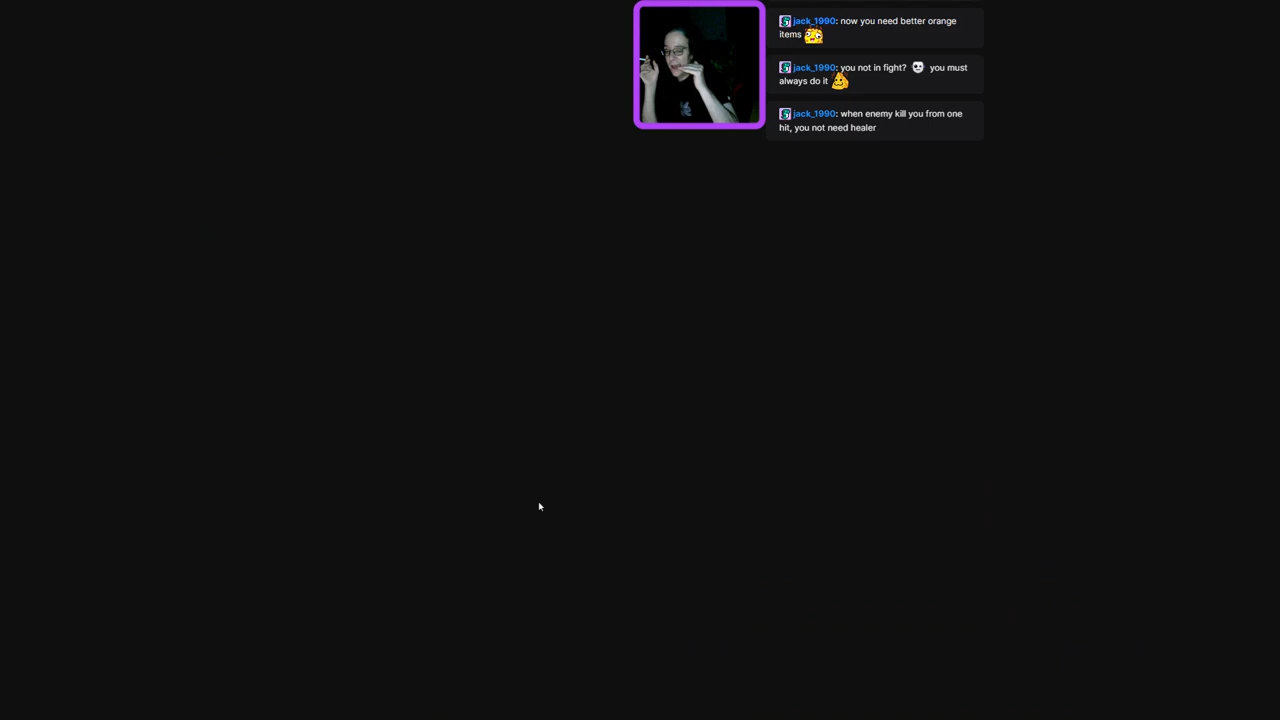 jack_1990: now you need better orange
items
jack_1990: you not in fight? you must
always do it
jack_1990: when enemy kill you from one
hit, you not need healer